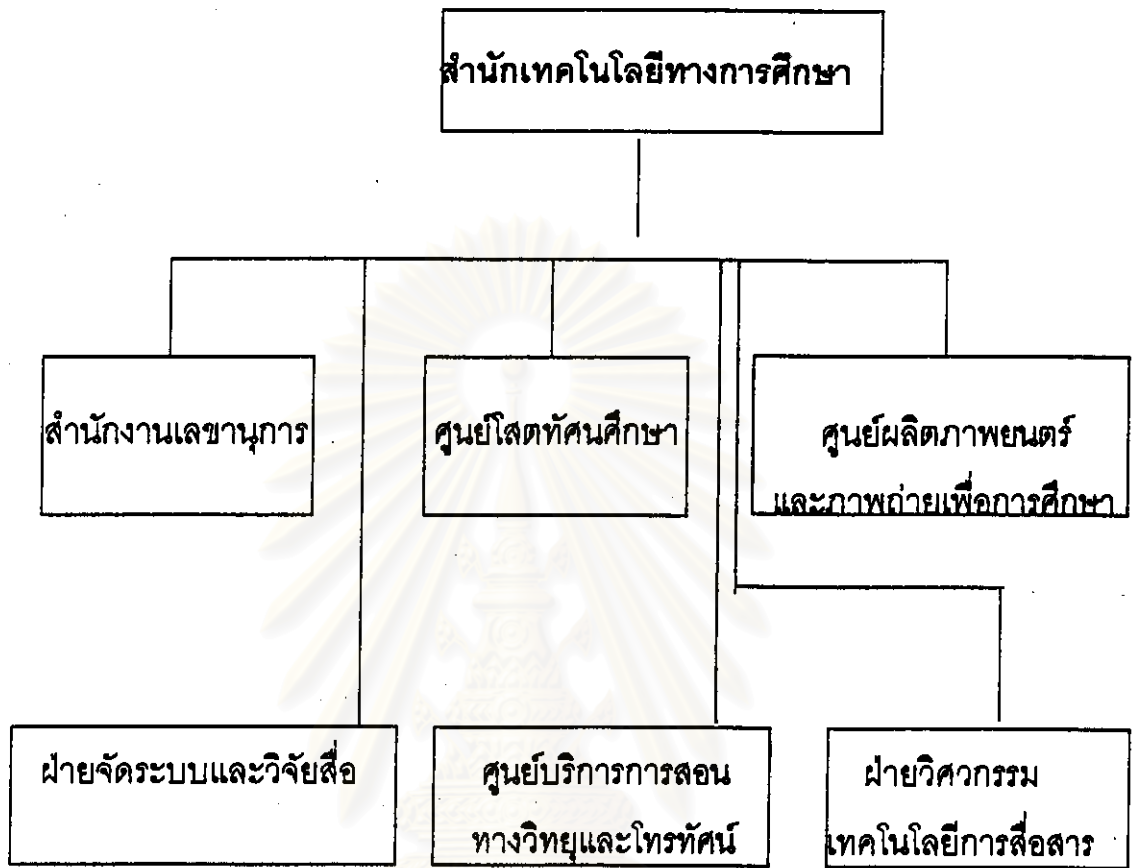 สำนักเทคโนโลยีทางการศึกษา
สำนักงานเลขานุการ
ศูนย์โสตทัศนศึกษา
ศูนย์ผลิตภาพยนตร์
และภาพถ่ายเพื่อการศึกษา
ฝ่ายจัดระบบและวิจัยสื่อ
ศูนย์บริการการสอน
ทางวิทยุและโทรทัศน์
ฝ่ายวิศวกรรม
เทคโนโลยีการสื่อสาร